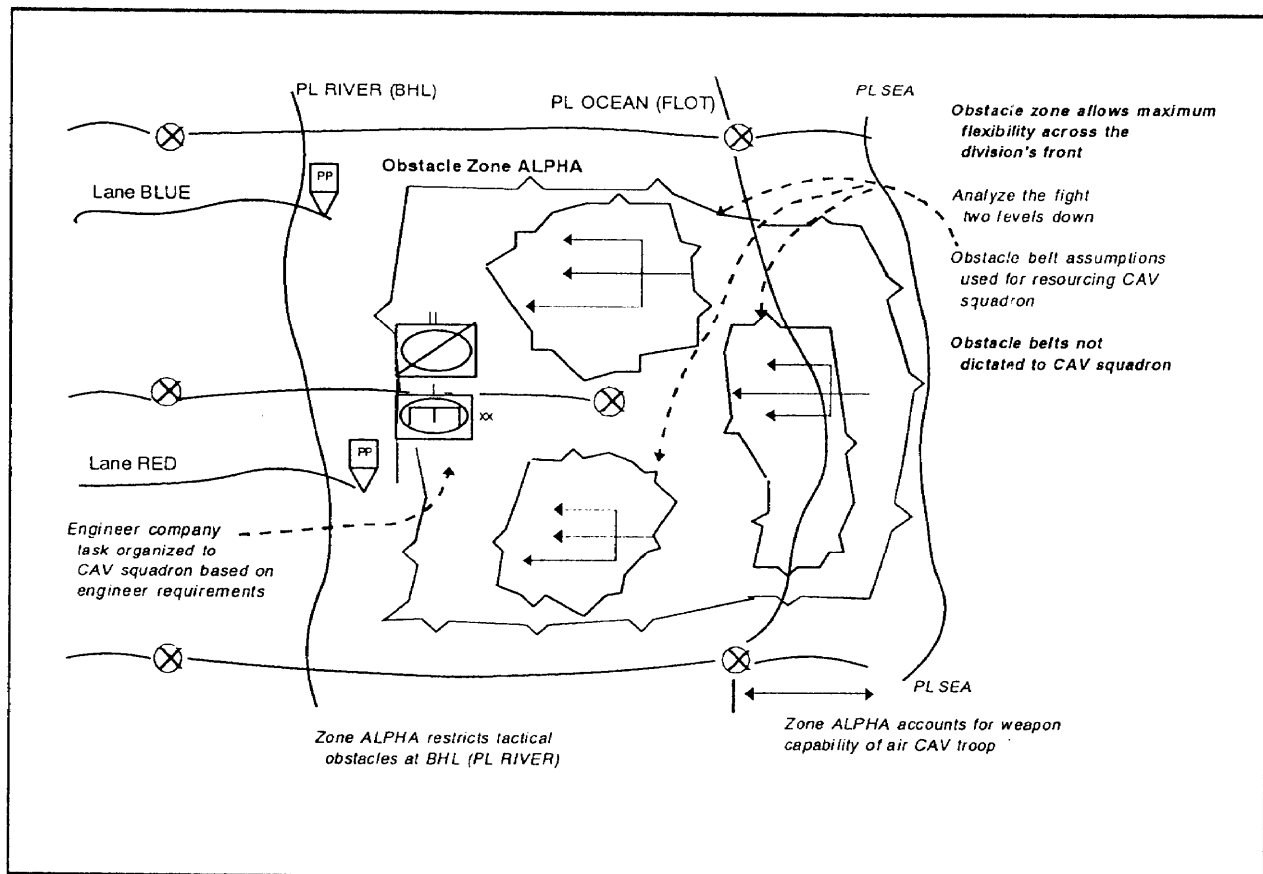 PL RIVER (BHL)
PL OCEAN (FLOT)
PL SEA
Obstacle zone allows maximum
flexibility across the
division's front
Obstacle Zone ALPHA
PP
Lane BLUE
Analyze the fight
two levels down
Obstacle belt assumptions
used for resourcing CAV
squadron
Obstacle belts not
dictated to CAV squadron
II
I
XX
PP
Lane RED
Engineer company
task organized to
CAV squadron based on
engineer requirements
PL SEA
Zone ALPHA restricts tactical
obstacles at BHL (PL RIVER)
Zone ALPHA accounts for weapon
capability of air CAV troop